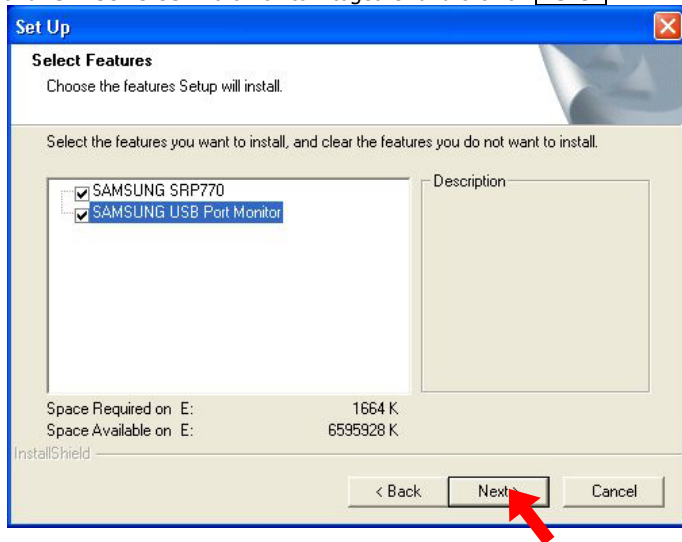 Set Up
Select Features
Choose the features Setup will install.
Select the features you want to install, and clear the features you do not want to install.
SAMSUNG SRP770
SAMSUNG USB Port Monitor
Description
Space Required on E: 1664 K
Space Available on E: 6595928 K
InstallShield
< Back Next > Cancel